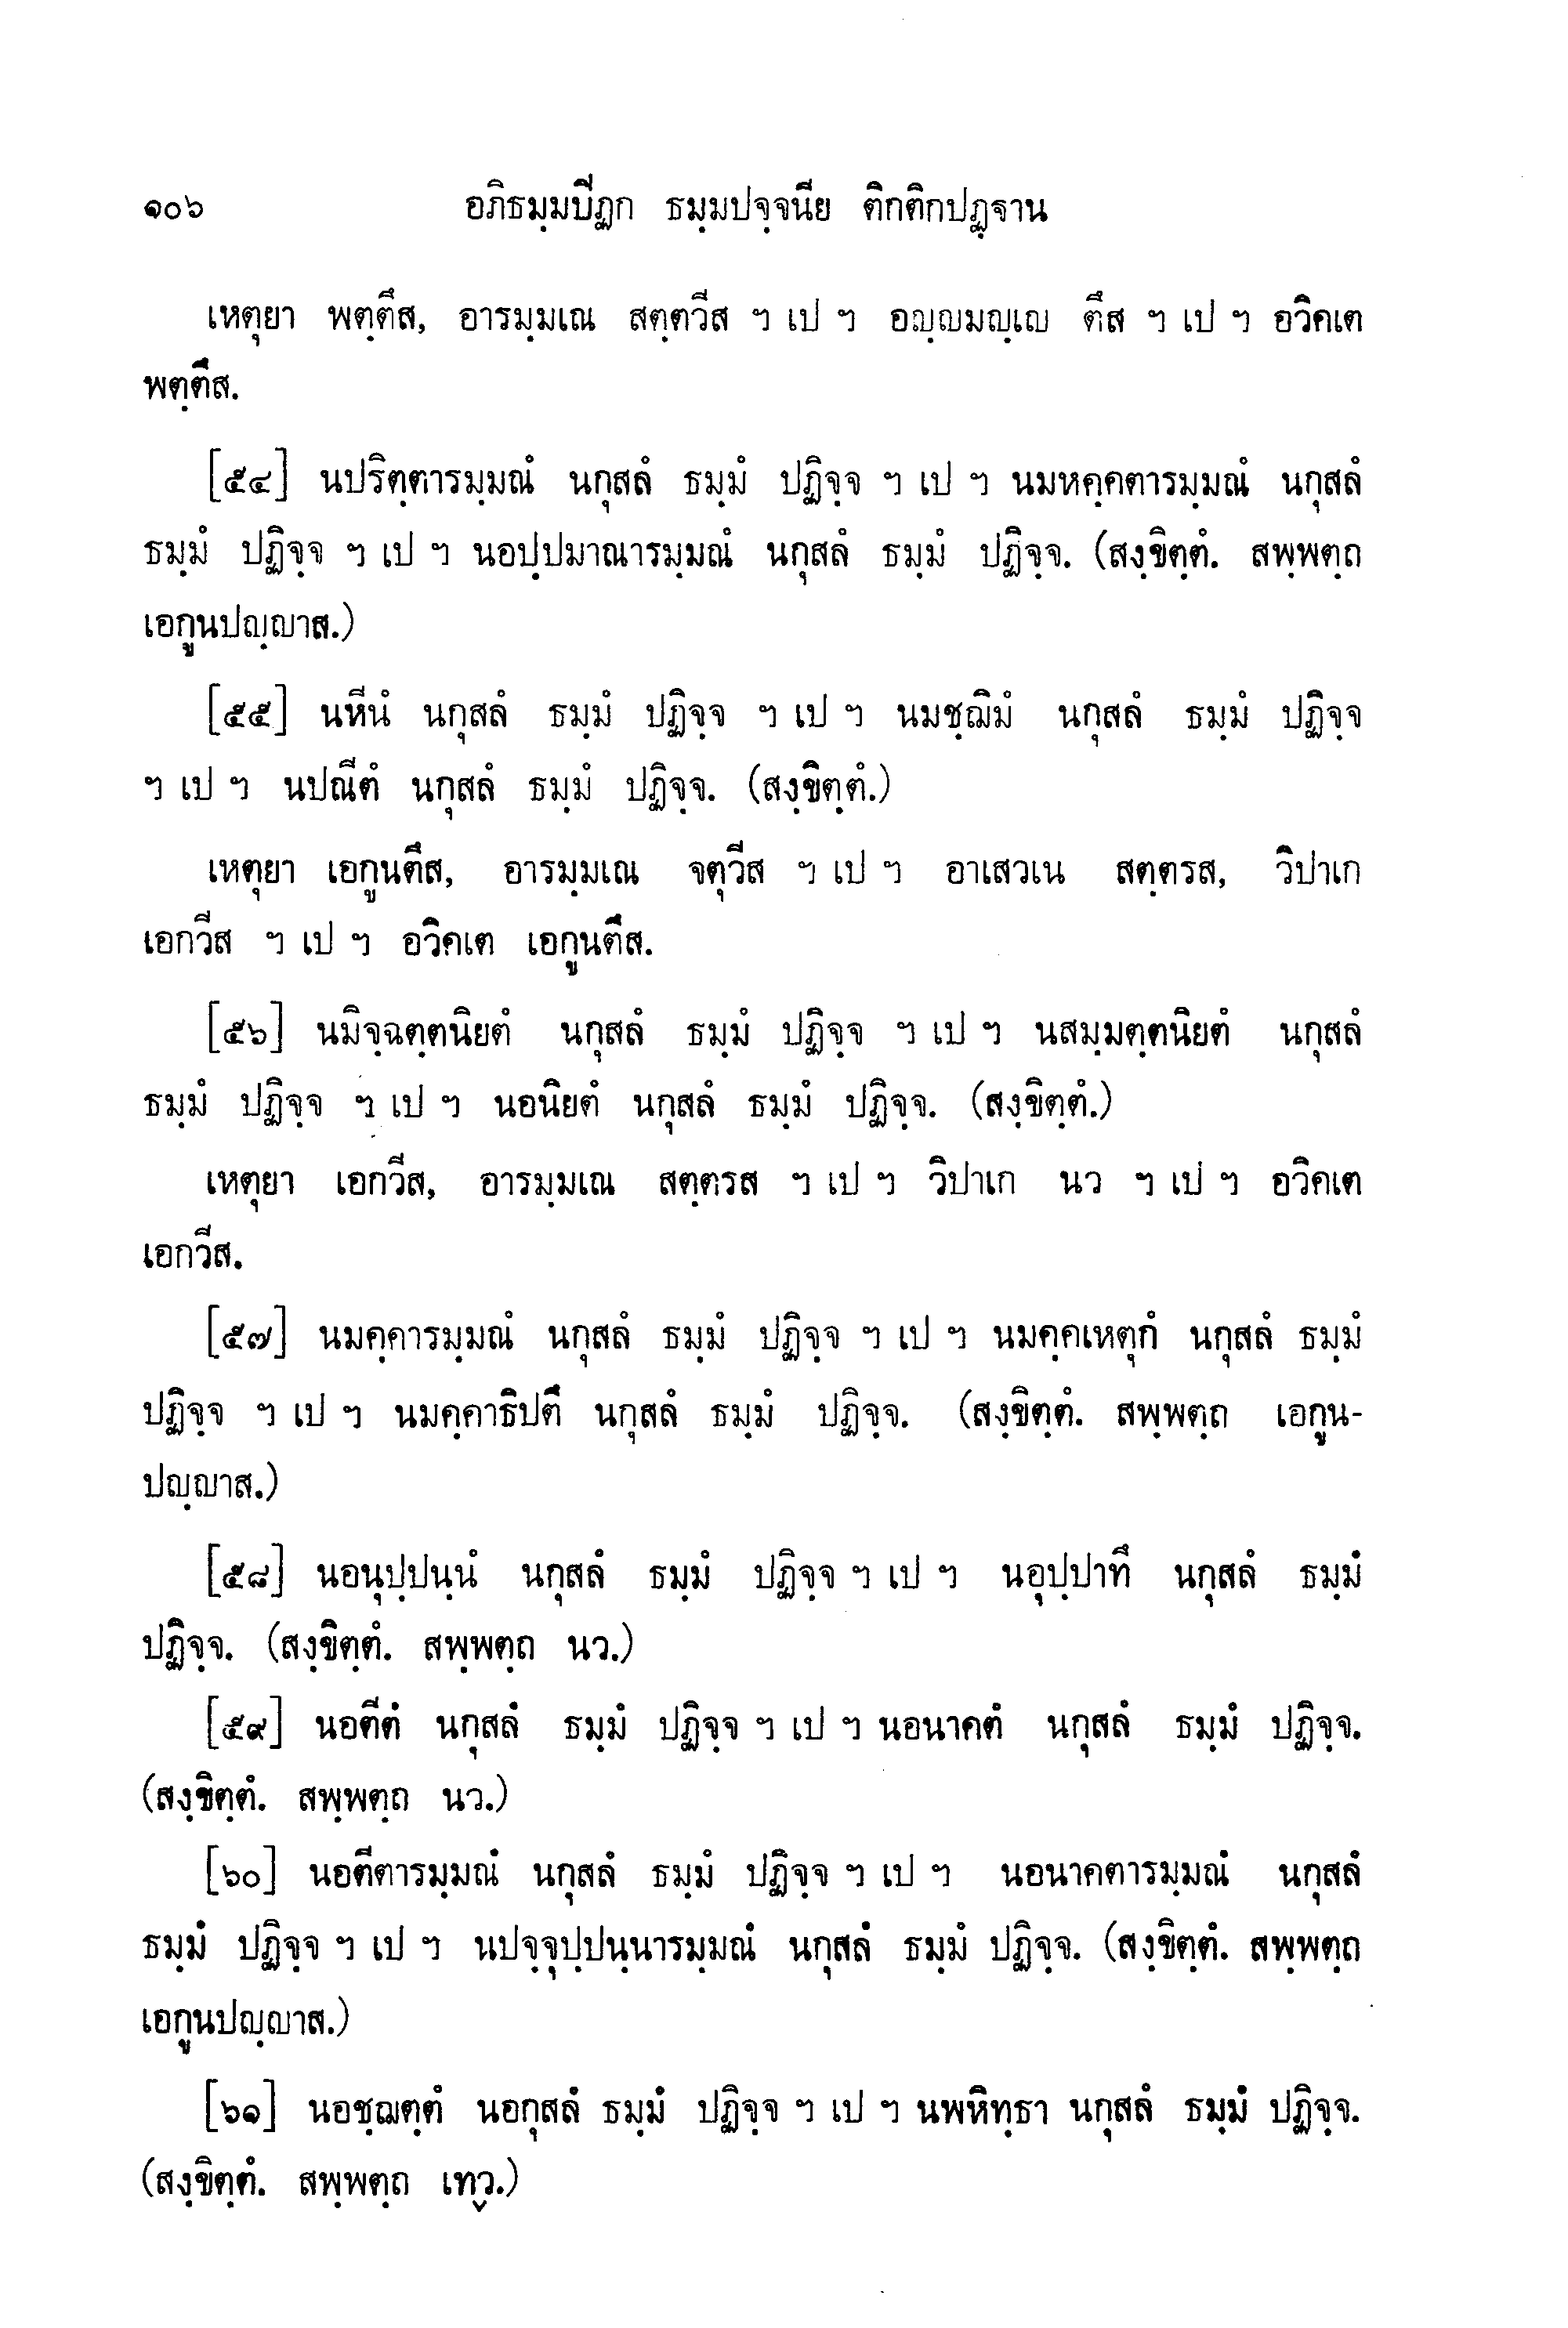 ๑๐๖ อภิธมฺมปิฏก ธมฺมปจฺจนีย ติกติกปฏฺฐาน
เหตุยา พตฺตึส, อารมฺมเณ สตฺตวีส ฯ เป ฯ อญฺญมญฺเญ ตึส ฯ เป ฯ อวิคเต
พตฺตึส.
[๕๔] นปริตฺตารมฺมณํ นกุสลํ ธมฺมํ ปฏิจฺจ ฯ เป ฯ นมหคฺคตารมฺมณํ นกุสลํ
ธมฺมํ ปฏิจฺจ ฯ เป ฯ นอปฺปมาณารมฺมณํ นกุสลํ ธมฺมํ ปฏิจฺจ. (สงฺขิตฺตํ. สพฺพตฺถ
เอกูนปญฺญาส.)
[๕๕] นหีนํ นกุสลํ ธมฺมํ ปฏิจฺจ ฯ เป ฯ นมชฺฌิมํ นกุสลํ ธมฺมํ ปฏิจฺจ
ฯ เป ฯ นปณีตํ นกุสลํ ธมฺมํ ปฏิจฺจ. (สงฺขิตฺตํ.)
เหตุยา เอกูนตึส, อารมฺมเณ จตุวีส ฯ เป ฯ อาเสวเน สตฺตรส, วิปาเก
เอกวีส ฯ เป ฯ อวิคเต เอกูนตึส.
[๕๖] นมิจฺฉตฺตนิยตํ นกุสลํ ธมฺมํ ปฏิจฺจ ฯ เป ฯ นสมฺมตฺตนิยตํ นกุสลํ
ธมฺมํ ปฏิจฺจ ฯ เป ฯ นอนิยตํ นกุสลํ ธมฺมํ ปฏิจฺจ. (สงฺขิตฺตํ.)
เหตุยา เอกวีส, อารมฺมเณ สตฺตรส ฯ เป ฯ วิปาเก นว ฯ เป ฯ อวิคเต
เอกวีส.
[๕๗] นมคฺคารมฺมณํ นกุสลํ ธมฺมํ ปฏิจฺจ ฯ เป ฯ นมคฺคเหตุกํ นกุสลํ ธมฺมํ
ปฏิจฺจ ฯ เป ฯ นมคฺคาธิปตึ นกุสลํ ธมฺมํ ปฏิจฺจ. (สงฺขิตฺตํ. สพฺพตฺถ เอกูน-
ปญฺญาส.)
[๕๘] นอนุปฺปนฺนํ นกุสลํ ธมฺมํ ปฏิจฺจ ฯ เป ฯ นอุปฺปาทึ นกุสลํ ธมฺมํ
ปฏิจฺจ. (สงฺขิตฺตํ. สพฺพตฺถ นว.)
[๕๙] นอตีตํ นกุสลํ ธมฺมํ ปฏิจฺจ ฯ เป ฯ นอนาคตํ นกุสลํ ธมฺมํ ปฏิจฺจ.
(สงฺขิตฺตํ. สพฺพตฺถ นว.)
[๖๐] นอตีตารมฺมณํ นกุสลํ ธมฺมํ ปฏิจฺจ ฯ เป ฯ นอนาคตารมฺมณํ นกุสลํ
ธมฺมํ ปฏิจฺจ ฯ เป ฯ นปจฺจุปฺปนฺนารมฺมณํ นกุสลํ ธมฺมํ ปฏิจฺจ. (สงฺขิตฺตํ. สพฺพตฺถ
เอกูนปญฺญาส.)
[๖๑] นอชฺฌตฺตํ นอกุสลํ ธมฺมํ ปฏิจฺจ ฯ เป ฯ นพหิทฺธา นกุสลํ ธมฺมํ ปฏิจฺจ.
(สงฺขิตฺตํ. สพฺพตฺถ เทฺว.)